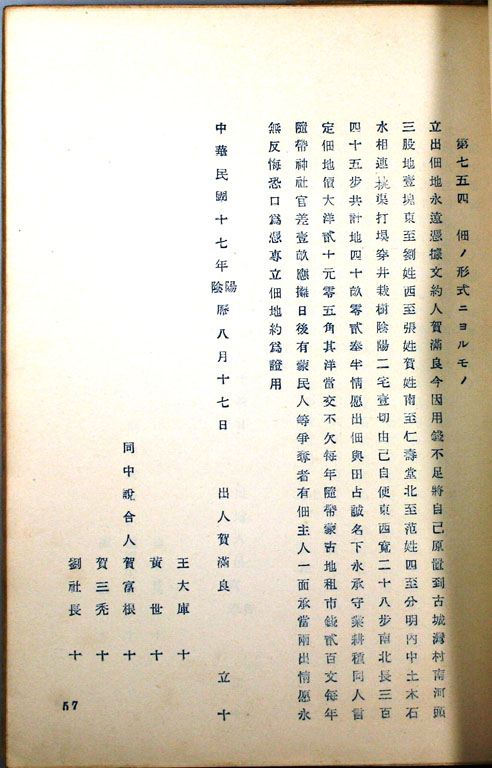 第七五四　佃ノ形式ニヨルモノ
立出佃地永遠憑據文約人賀滿良今因用錢不足將自己原置到古城灣村南河頭
三股地壹塊東至劉姓西至張姓賀姓南至仁壽堂北至范姓四至分明內中土木石
水相連挑渠打垻穿井栽樹陰陽二宅壹切由己自便東西寬二十八步南北長三百
四十五步共計地四十畝零貳厘半情愿出佃與田占誠名下永承守業耕種同人言
定佃地價大洋貳十元零五角其洋當交不欠每年隨帶蒙古地租市錢貳百文每年
隨帶神社官差壹畝應擬日後有蒙民人等爭奪者有佃主人一面承當兩出情愿永
無反悔恐口爲憑專立佃地約爲證用
中華民國十七年陰陽曆八月十七日　出人賀滿良　立十
同中說合人賀富根　十
王大庫　十
黃世　十
賀三禿　十
劉社長　十
57